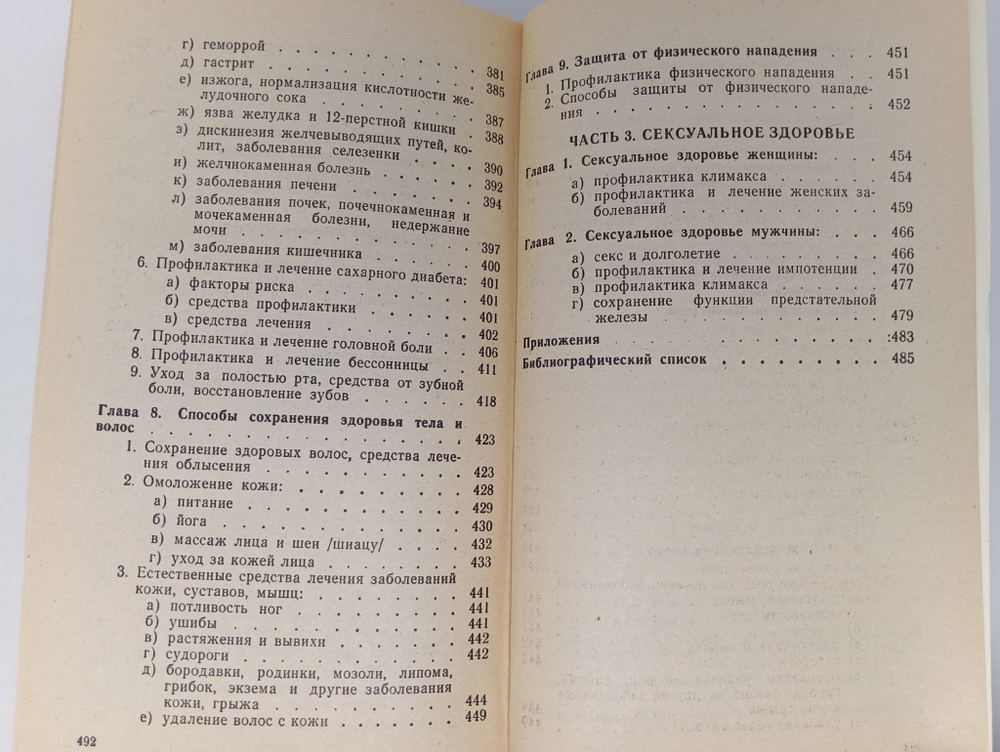 г) геморрой . . . . . . . . . . . 381
д) гастрит . . . . . . . . . . . 385
е) изжога, нормализация кислотности же-
лудочного сока . . . . . . . . 387
ж) язва желудка и 12-перстной кишки . 388
з) дискинезия желчевыводящих путей, ко-
лит, заболевания селезенки . . . . 390
и) желчнокаменная болезнь . . . . . 392
к) заболевания печени . . . . . . . 394
л) заболевания почек, почечнокаменная и
мочекаменная болезни, недержание
мочи . . . . . . . . . . . . 397
м) заболевания кишечника . . . . . 400
6. Профилактика и лечение сахарного диабета: 401
а) факторы риска . . . . . . . . 401
б) средства профилактики . . . . . 401
в) средства лечения . . . . . . . 402
7. Профилактика и лечение головной боли . . 406
8. Профилактика и лечение бессонницы . . 411
9. Уход за полостью рта, средства от зубной
боли, восстановление зубов . . . . . . 418
Глава 8. Способы сохранения здоровья тела и
волос . . . . . . . . . . . . . . 423
1. Сохранение здоровых волос, средства лече-
ния облысения . . . . . . . . . . 423
2. Омоложение кожи: . . . . . . . . . 428
а) питание . . . . . . . . . . . 429
б) йога . . . . . . . . . . . . 430
в) массаж лица и шеи /шиацу/ . . . . 432
г) уход за кожей лица . . . . . . . 433
3. Естественные средства лечения заболеваний
кожи, суставов, мышц: . . . . . . . . 441
а) потливость ног . . . . . . . . . 441
б) ушибы . . . . . . . . . . . . 441
в) растяжения и вывихи . . . . . . . 442
г) судороги . . . . . . . . . . . 442
д) бородавки, родинки, мозоли, липома,
грибок, экзема и другие заболевания
кожи, грыжа . . . . . . . . . . 444
е) удаление волос с кожи . . . . . . 449
492
Глава 9. Защита от физического нападения . . . 451
1. Профилактика физического нападения . . 451
2. Способы защиты от физического нападе-
ния . . . . . . . . . . . . . . 452
ЧАСТЬ 3. СЕКСУАЛЬНОЕ ЗДОРОВЬЕ
Глава 1. Сексуальное здоровье женщины: . . . 454
а) профилактика климакса . . . . . . 454
б) профилактика и лечение женских за-
болеваний . . . . . . . . . . 459
Глава 2. Сексуальное здоровье мужчины: . . . 466
а) секс и долголетие . . . . . . . . 466
б) профилактика и лечение импотенции . 470
в) профилактика климакса . . . . . . 477
г) сохранение функции предстательной
железы . . . . . . . . . . . 479
Приложения . . . . . . . . . . . . . 483
Библиографический список . . . . . . . . 485